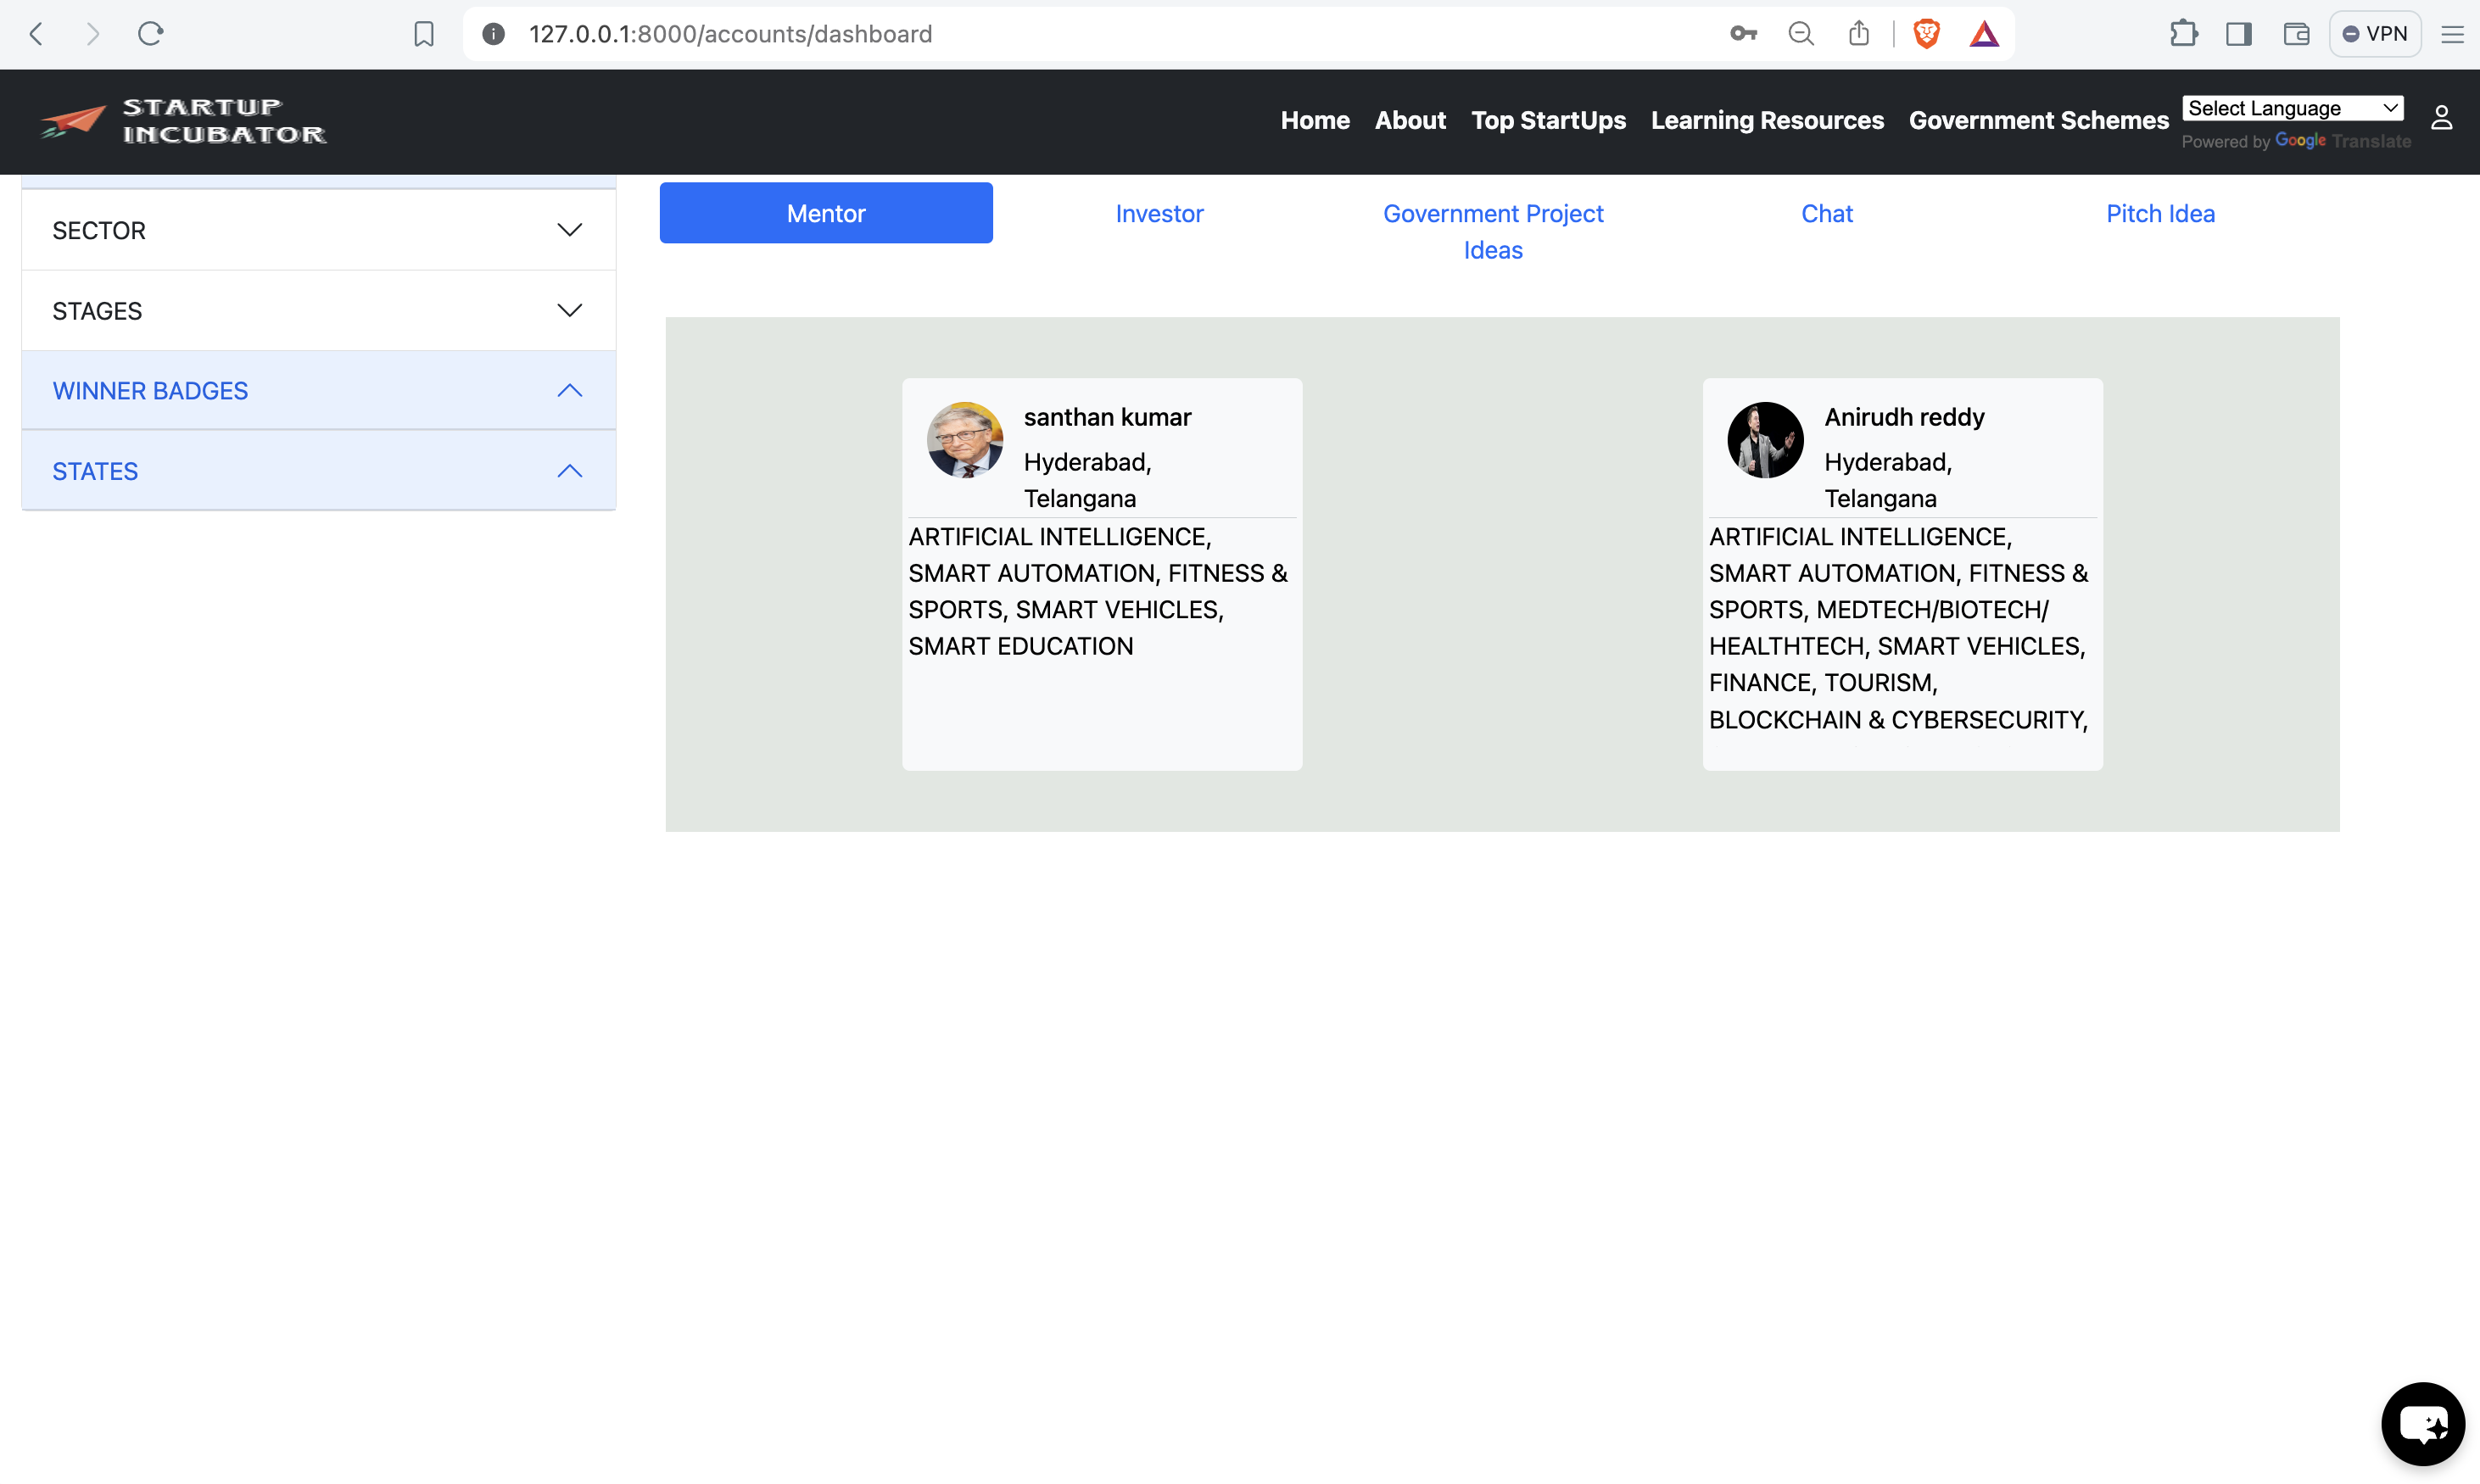 127.0.0.1:8000/accounts/dashboard
VPN
STARTUP
INCUBATOR
Home About Top StartUps Learning Resources Government Schemes
Select Language
Powered by Google Translate
SECTOR
STAGES
WINNER BADGES
STATES
Mentor
Investor
Government Project
Ideas
Chat
Pitch Idea
santhan kumar
Hyderabad,
Telangana
ARTIFICIAL INTELLIGENCE,
SMART AUTOMATION, FITNESS &
SPORTS, SMART VEHICLES,
SMART EDUCATION
Anirudh reddy
Hyderabad,
Telangana
ARTIFICIAL INTELLIGENCE,
SMART AUTOMATION, FITNESS &
SPORTS, MEDTECH/BIOTECH/
HEALTHTECH, SMART VEHICLES,
FINANCE, TOURISM,
BLOCKCHAIN & CYBERSECURITY,